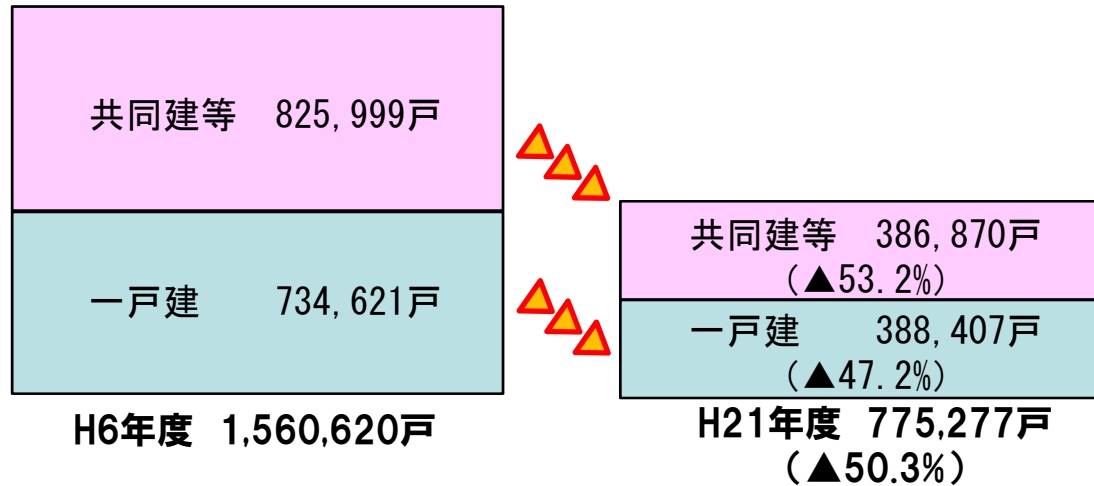 共同建等 825,999戸
一戸建 734,621戸
H6年度 1,560,620戸
共同建等 386,870戸
(▲53.2%)
一戸建 388,407戸
(▲47.2%)
H21年度 775,277戸
(▲50.3%)